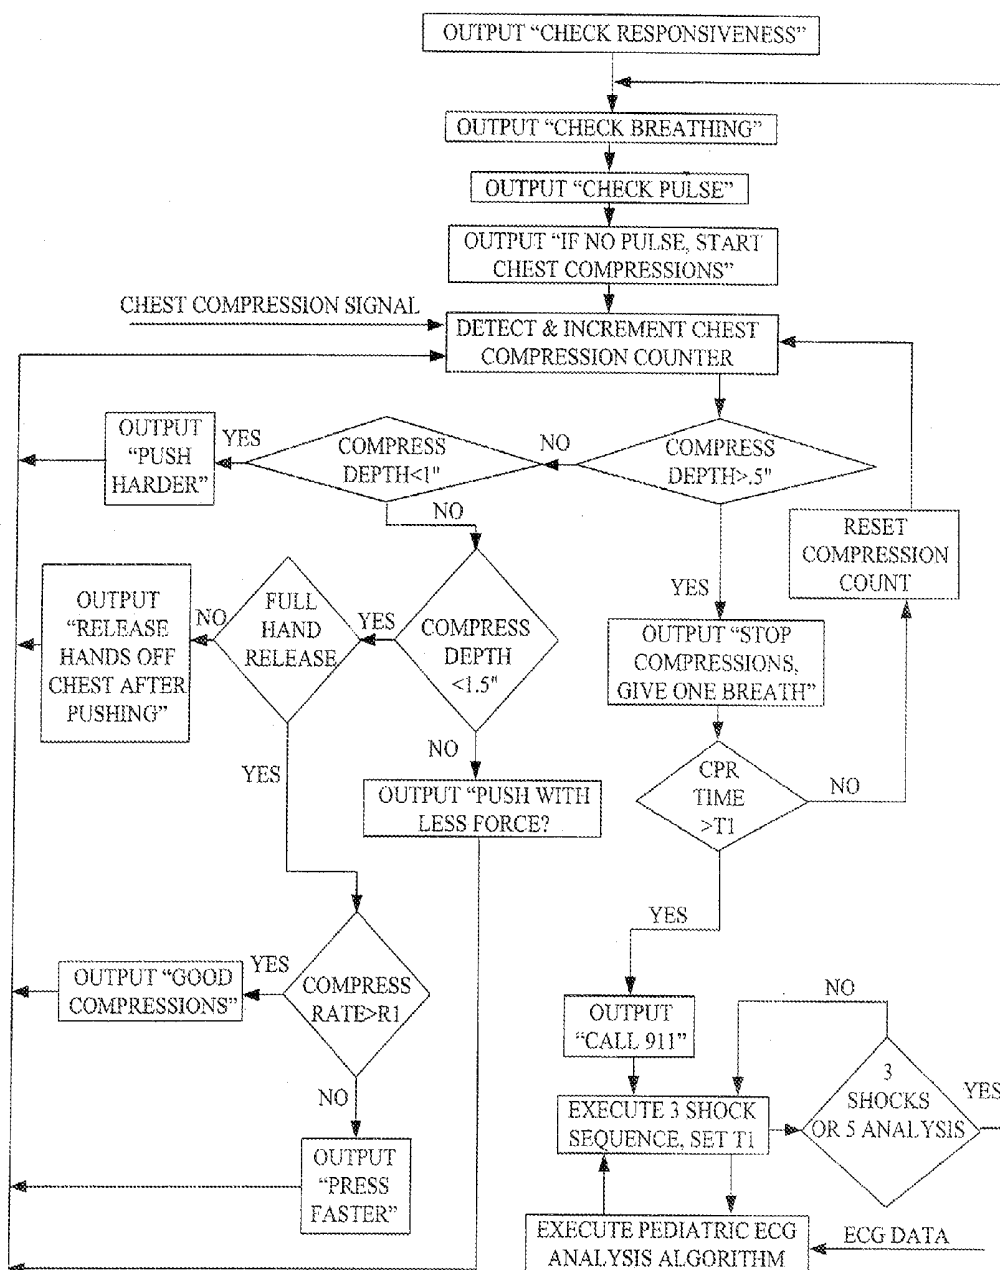 OUTPUT “CHECK RESPONSIVENESS”
OUTPUT “CHECK BREATHING”
OUTPUT “CHECK PULSE”
OUTPUT “IF NO PULSE, START
CHEST COMPRESSIONS”
CHEST COMPRESSION SIGNAL
DETECT & INCREMENT CHEST
COMPRESSION COUNTER
OUTPUT
“PUSH
HARDER”
YES
COMPRESS
DEPTH<1"
NO
COMPRESS
DEPTH>.5"
NO
YES
RESET
COMPRESSION
COUNT
OUTPUT
“RELEASE
HANDS OFF
CHEST AFTER
PUSHING”
NO
FULL
HAND
RELEASE
YES
COMPRESS
DEPTH
<1.5"
OUTPUT “STOP
COMPRESSIONS,
GIVE ONE BREATH”
YES
NO
OUTPUT “PUSH WITH
LESS FORCE?
CPR
TIME
>T1
NO
YES
OUTPUT “GOOD
COMPRESSIONS”
YES
COMPRESS
RATE>R1
NO
OUTPUT
“PRESS
FASTER”
OUTPUT
“CALL 911”
NO
EXECUTE 3 SHOCK
SEQUENCE, SET T1
3
SHOCKS
OR 5 ANALYSIS
YES
EXECUTE PEDIATRIC ECG
ANALYSIS ALGORITHM
ECG DATA